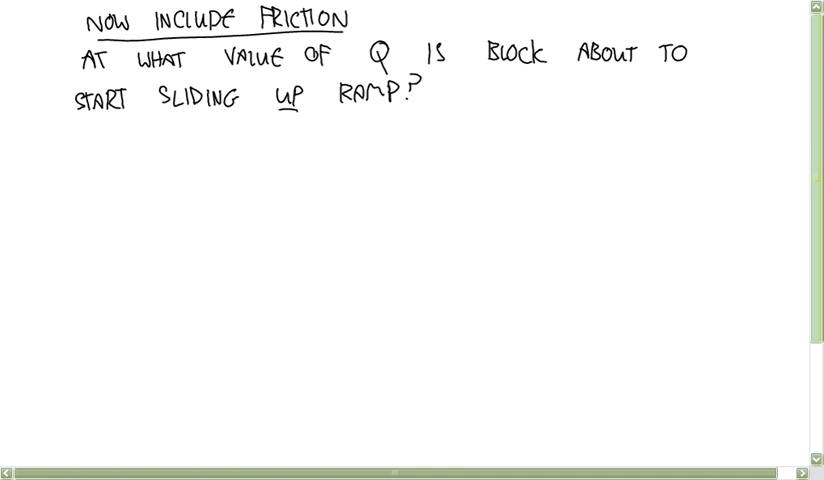 NOW INCLUDE FRICTION
AT WHAT VALUE OF Q IS BLOCK ABOUT TO
START SLIDING UP RAMP?